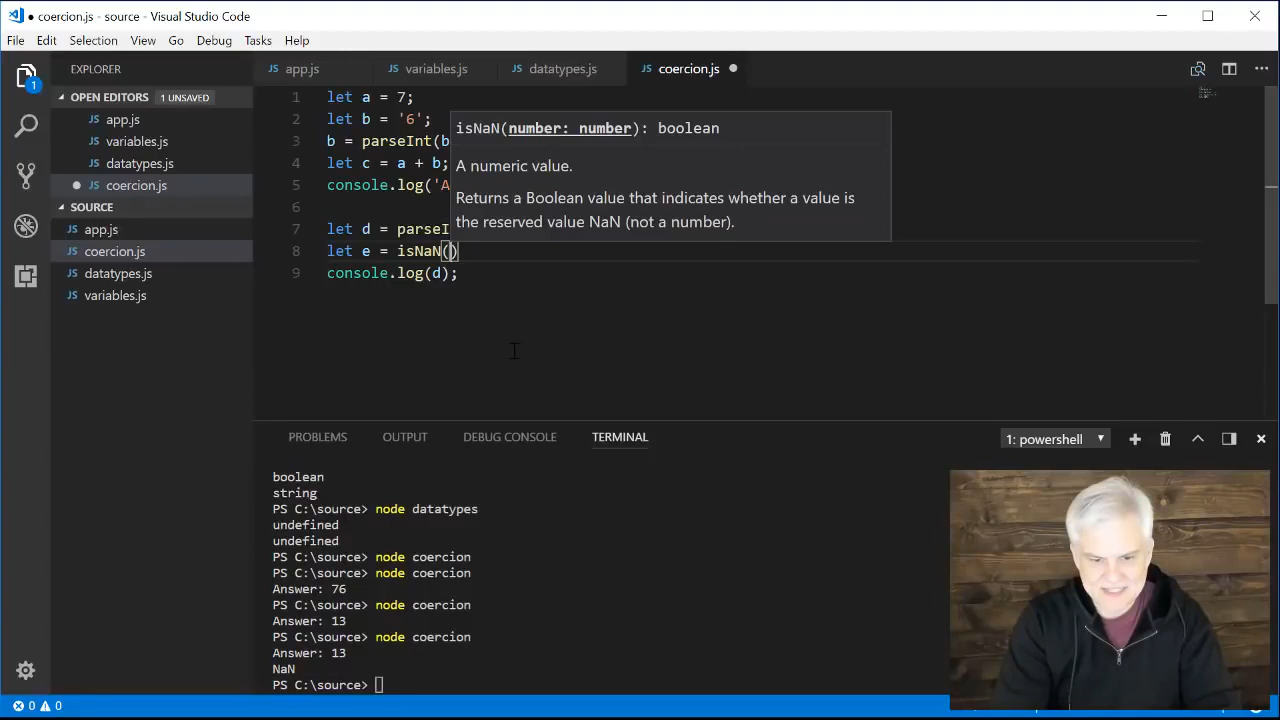 coercion.js - source - Visual Studio Code
File Edit Selection View Go Debug Tasks Help
EXPLORER
app.js variables.js datatypes.js coercion.js
OPEN EDITORS 1 UNSAVED
app.js
variables.js
datatypes.js
coercion.js
SOURCE
app.js
coercion.js
datatypes.js
variables.js
1
1 let a = 7;
2 let b = '6';
3 b = parseInt(b
4 let c = a + b;
5 console.log('A
6
7 let d = parseI
8 let e = isNaN()
9 console.log(d);
isNaN(number: number): boolean
A numeric value.
Returns a Boolean value that indicates whether a value is
the reserved value NaN (not a number).
PROBLEMS OUTPUT DEBUG CONSOLE TERMINAL 1: powershell
boolean
string
PS C:\source> node datatypes
undefined
undefined
PS C:\source> node coercion
PS C:\source> node coercion
Answer: 76
PS C:\source> node coercion
Answer: 13
PS C:\source> node coercion
Answer: 13
NaN
PS C:\source>
0 0